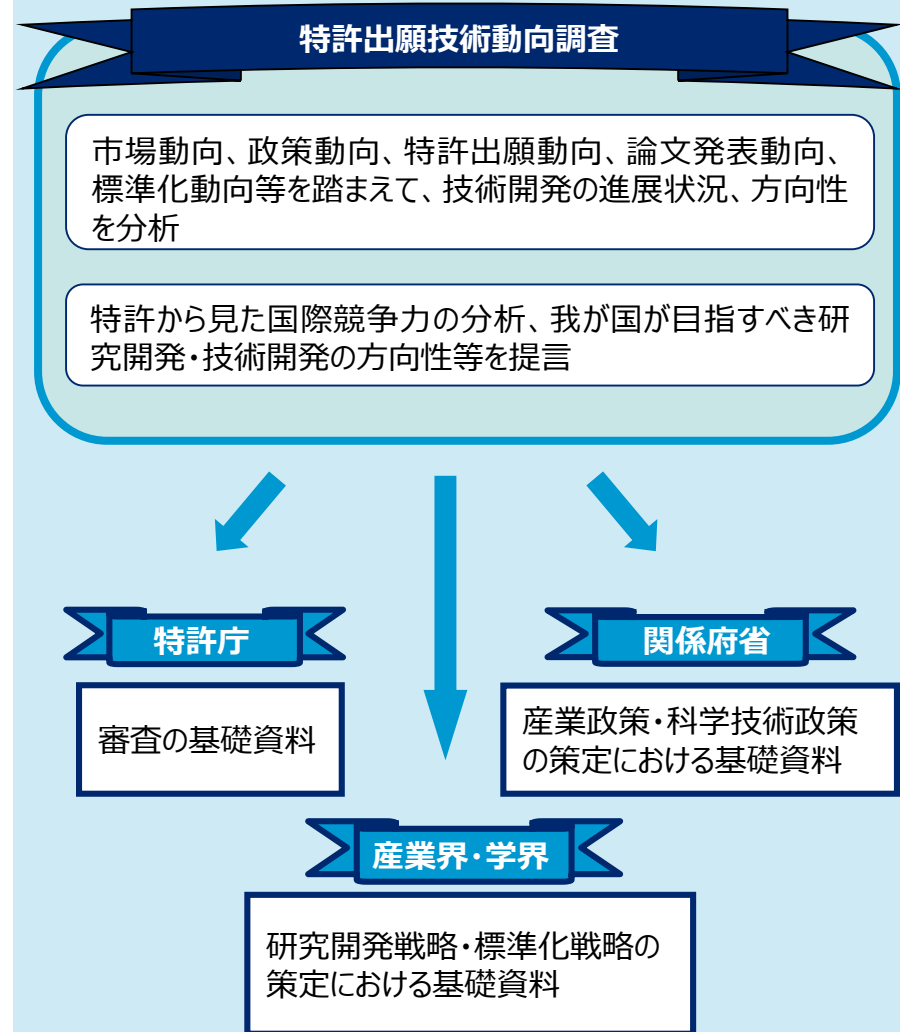 特許出願技術動向調査
市場動向、政策動向、特許出願動向、論文発表動向、
標準化動向等を踏まえて、技術開発の進展状況、方向性
を分析
特許から見た国際競争力の分析、我が国が目指すべき研
究開発・技術開発の方向性等を提言
特許庁
審査の基礎資料
関係府省
産業政策・科学技術政策
の策定における基礎資料
産業界・学界
研究開発戦略・標準化戦略の
策定における基礎資料